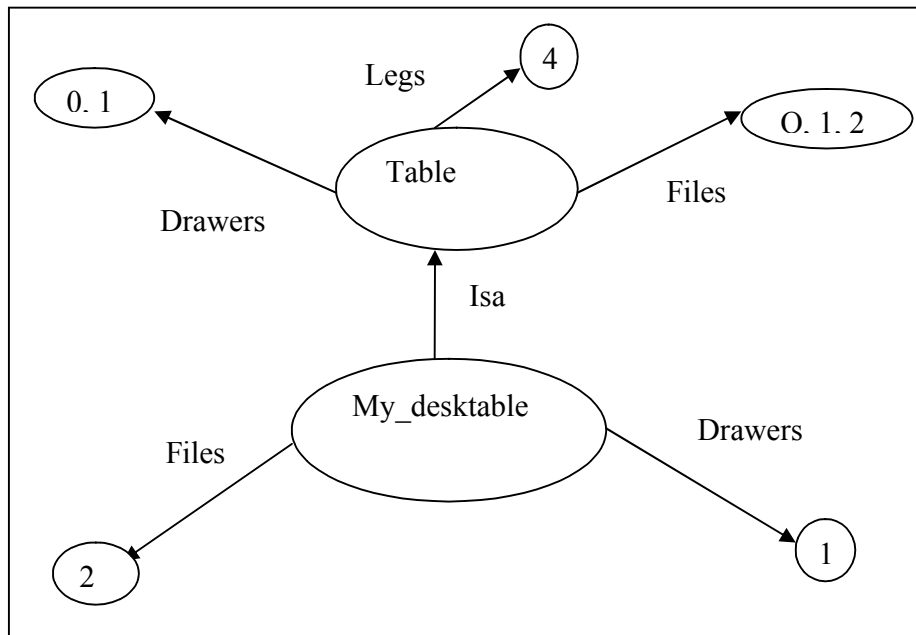 4
Legs
0, 1
O, 1, 2
Table
Files
Drawers
Isa
My_desktable
Drawers
Files
1
2